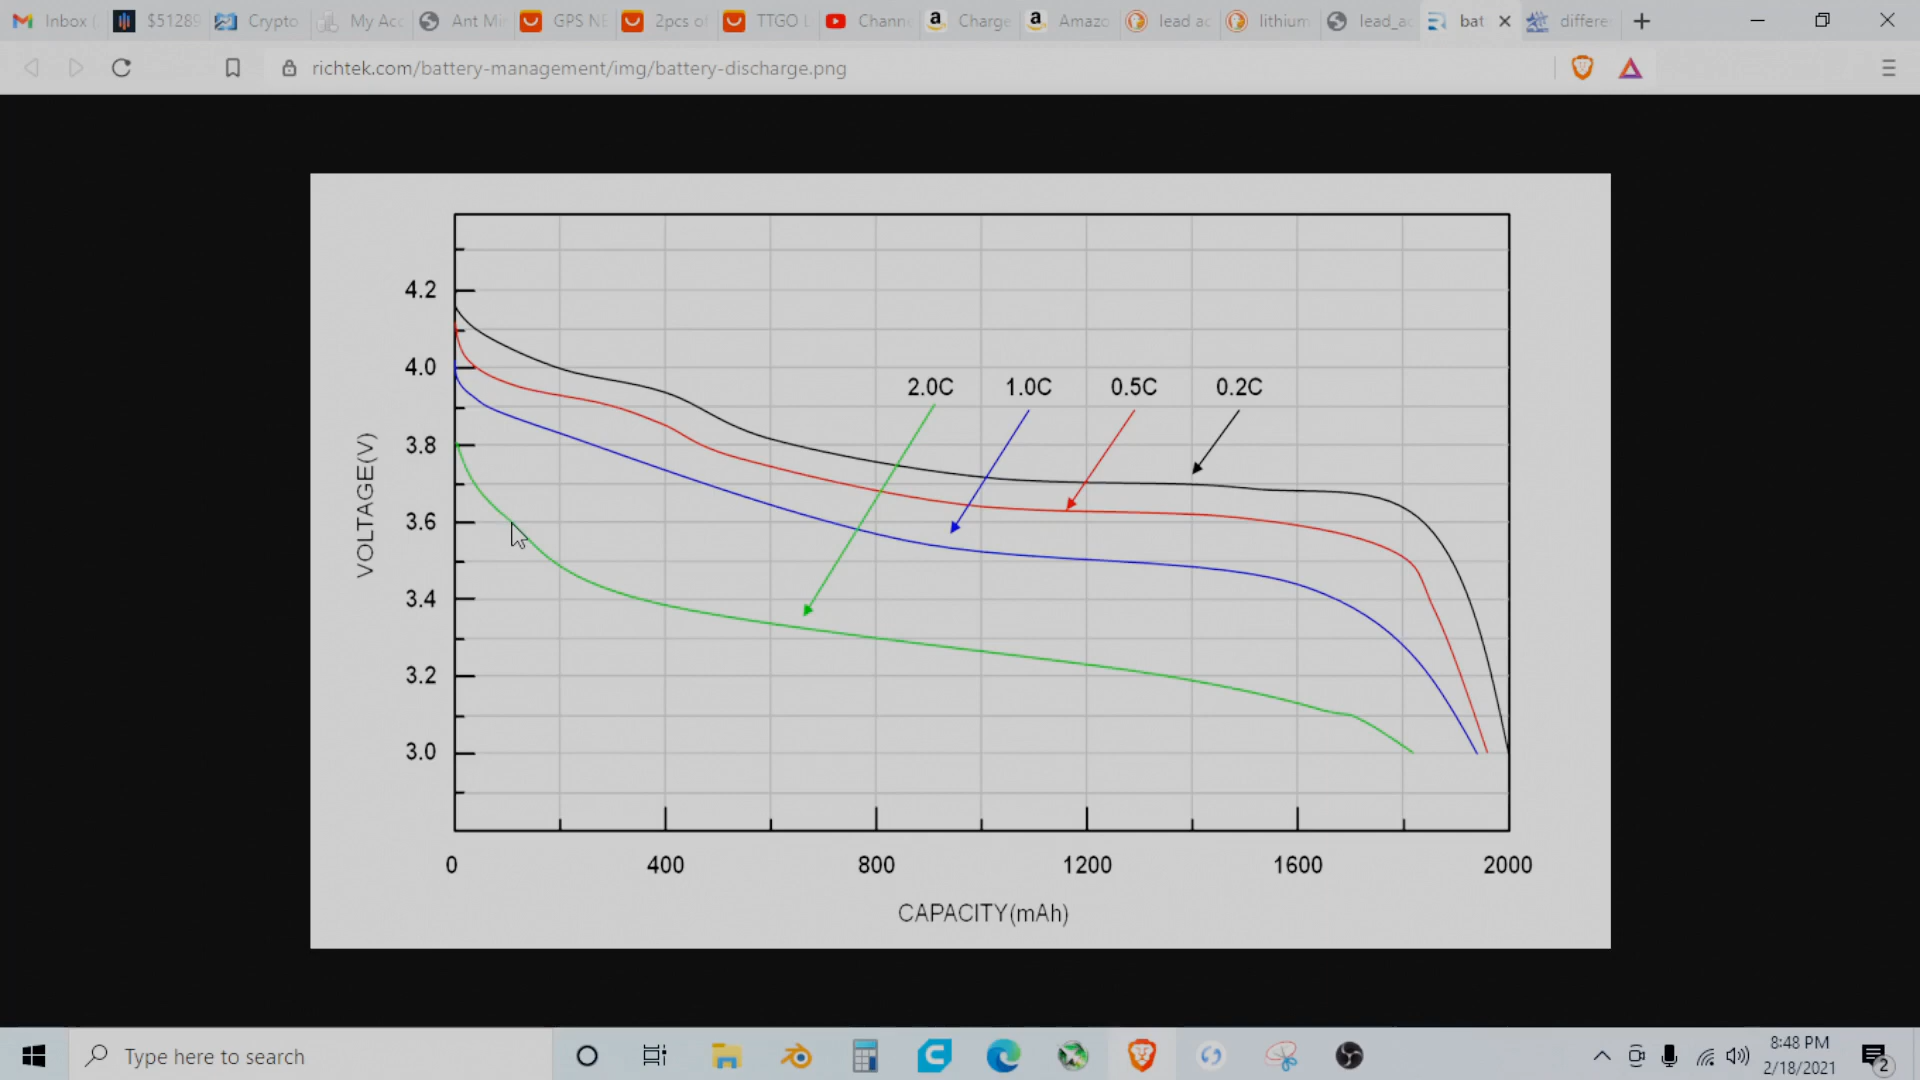 Inbox (
$51289
Crypto
My Acc
Ant Mi
GPS NE
2pcs of
TTGO L
Chann
Charge
Amazo
lead ac
lithium
lead_ac
bat
differe
richtek.com/battery-management/img/battery-discharge.png
4.2
4.0
3.8
3.6
3.4
3.2
3.0
VOLTAGE(V)
2.0C 1.0C 0.5C 0.2C
0 400 800 1200 1600 2000
CAPACITY(mAh)
Type here to search
8:48 PM
2/18/2021
2